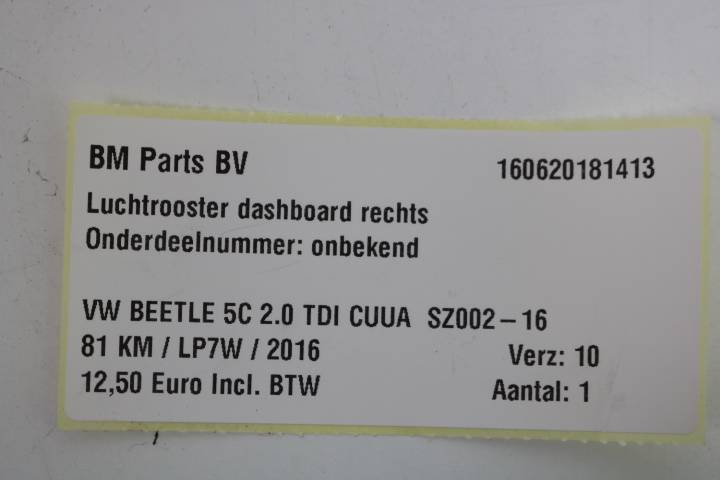 BM Parts BV 160620181413
Luchtrooster dashboard rechts
Onderdeelnummer: onbekend
VW BEETLE 5C 2.0 TDI CUUA SZ002-16
81 KM / LP7W / 2016 Verz: 10
12,50 Euro Incl. BTW Aantal: 1